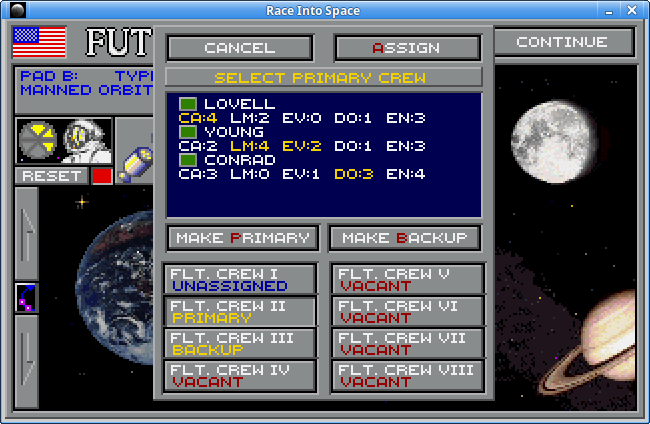 Race Into Space
FUT
CANCEL
ASSIGN
CONTINUE
SELECT PRIMARY CREW
PAD B: TYP
MANNED ORBIT
LOVELL
CA:4 LM:2 EV:0 DO:1 EN:3
YOUNG
CA:2 LM:4 EV:2 DO:1 EN:3
CONRAD
CA:3 LM:0 EV:1 DO:3 EN:4
RESET
MAKE PRIMARY
MAKE BACKUP
FLT. CREW I
UNASSIGNED
FLT. CREW II
PRIMARY
FLT. CREW III
BACKUP
FLT. CREW IV
VACANT
FLT. CREW V
VACANT
FLT. CREW VI
VACANT
FLT. CREW VII
VACANT
FLT. CREW VIII
VACANT